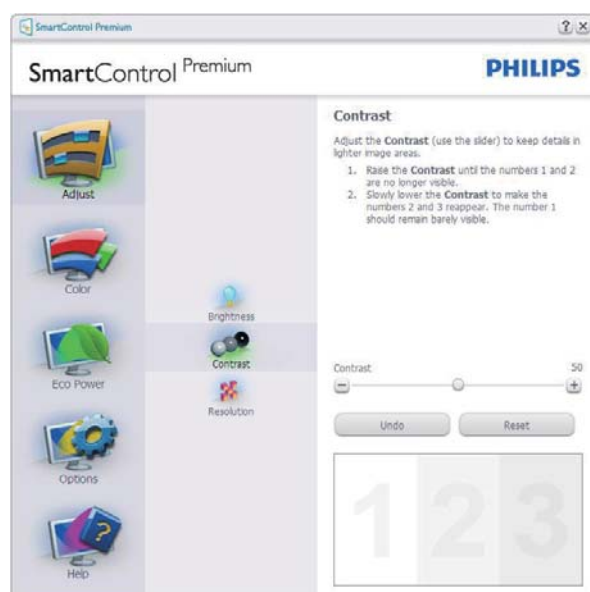 SmartControl Premium
SmartControl Premium
PHILIPS
Adjust
Color
Eco Power
Options
Help
Brightness
Contrast
Resolution
Contrast
Adjust the Contrast (use the slider) to keep details in
lighter image areas.
1. Raise the Contrast until the numbers 1 and 2
are no longer visible.
2. Slowly lower the Contrast to make the
numbers 2 and 3 reappear. The number 1
should remain barely visible.
Contrast 50
Undo Reset
1 2 3